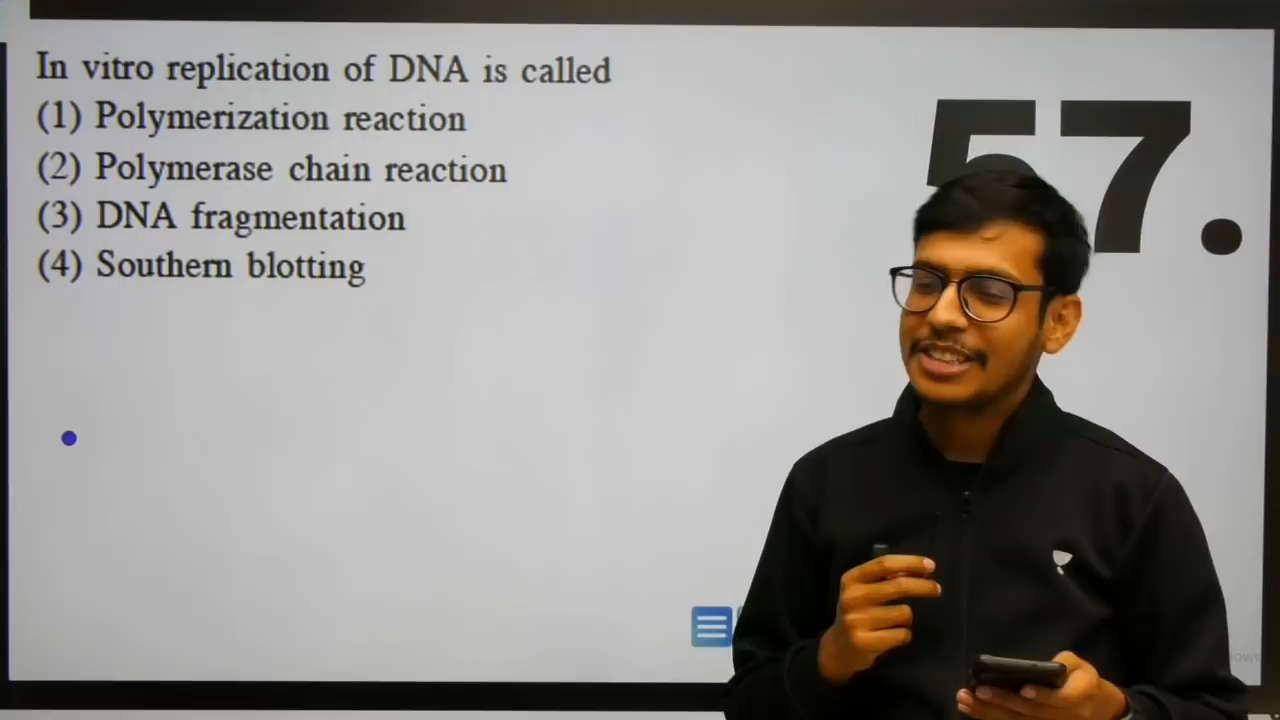 In vitro replication of DNA is called
(1) Polymerization reaction
(2) Polymerase chain reaction
(3) DNA fragmentation
(4) Southern blotting
57.